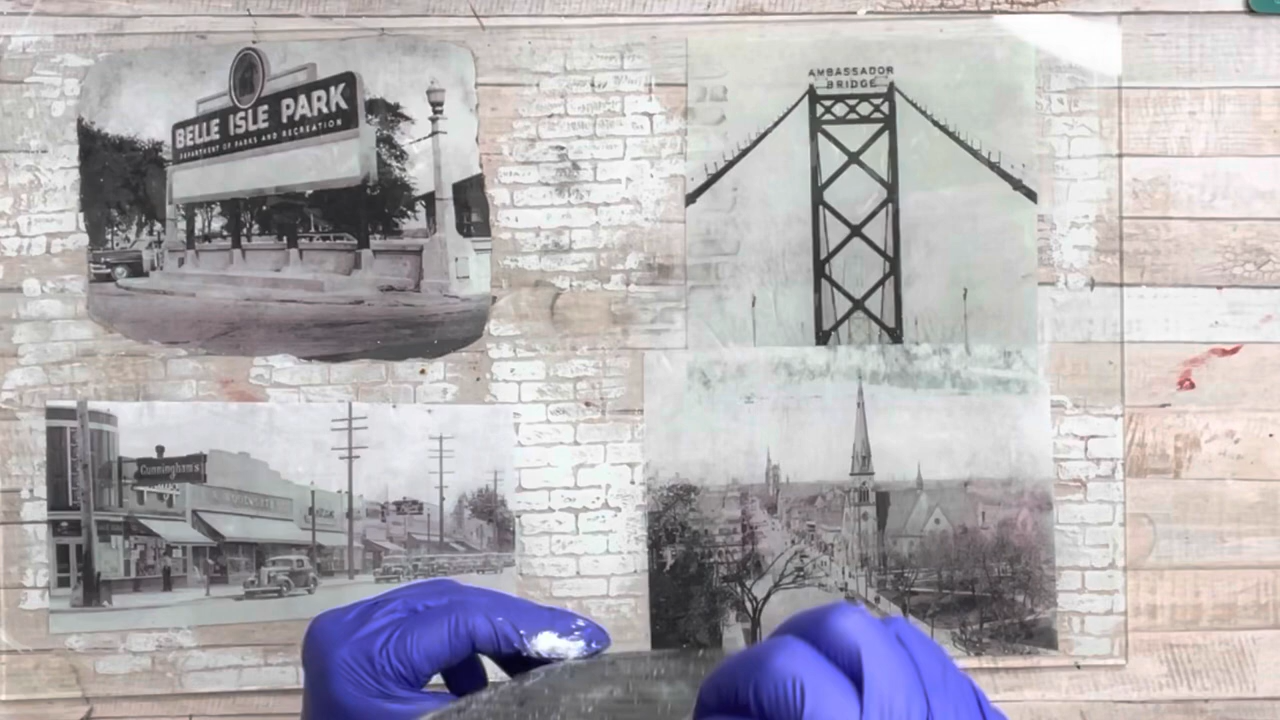 BELLE ISLE PARK
DEPARTMENT OF PARKS AND RECREATION
AMBASSADOR
BRIDGE
Cunningham's